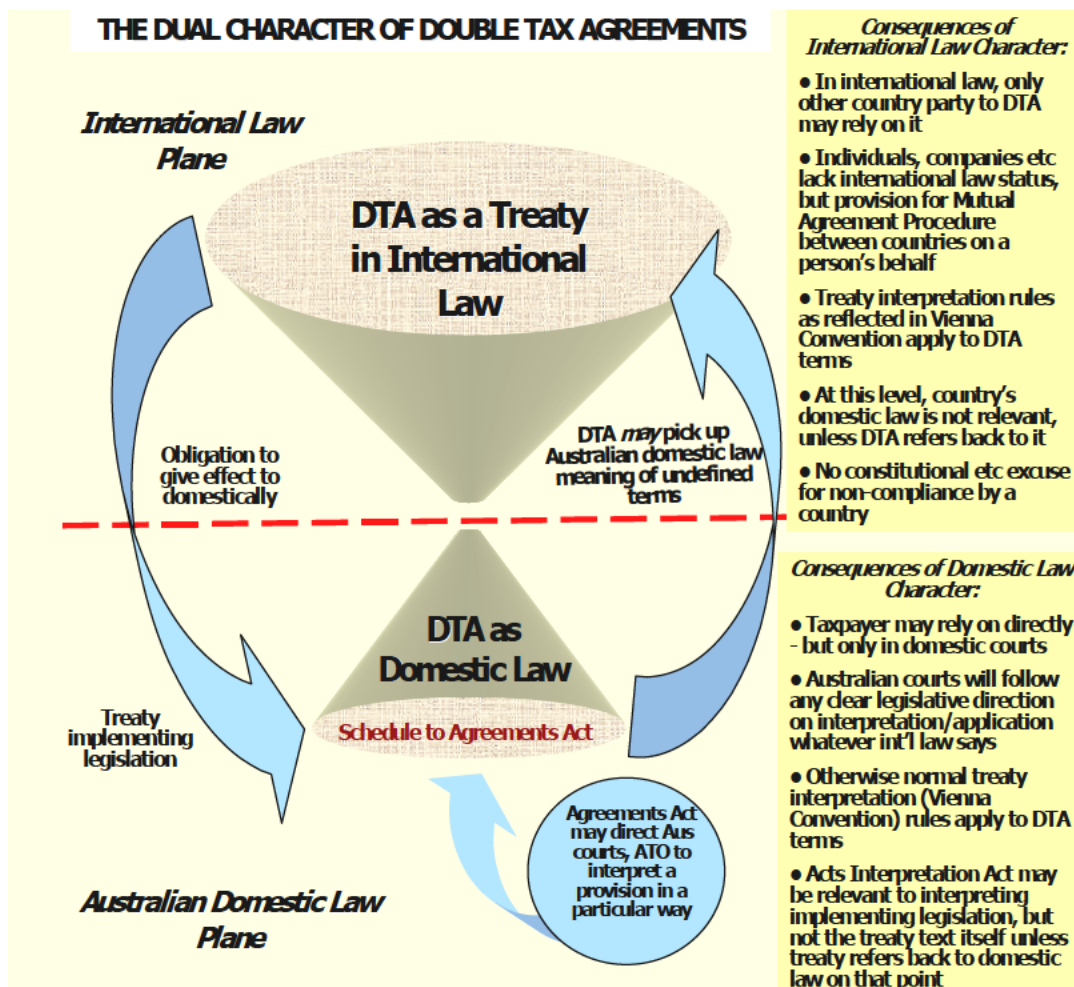 THE DUAL CHARACTER OF DOUBLE TAX AGREEMENTS
International Law
Plane
DTA as a Treaty
in International
Law
Obligation to
give effect to
domestically
DTA may pick up
Australian domestic law
meaning of undefined
terms
DTA as
Domestic Law
Schedule to Agreements Act
Treaty
implementing
legislation
Agreements Act
may direct Aus
courts, ATO to
interpret a
provision in a
particular way
Australian Domestic Law
Plane
Consequences of
International Law Character:
● In international law, only
other country party to DTA
may rely on it
● Individuals, companies etc
lack international law status,
but provision for Mutual
Agreement Procedure
between countries on a
person's behalf
● Treaty interpretation rules
as reflected in Vienna
Convention apply to DTA
terms
● At this level, country's
domestic law is not relevant,
unless DTA refers back to it
● No constitutional etc excuse
for non-compliance by a
country
Consequences of Domestic Law
Character:
● Taxpayer may rely on directly
- but only in domestic courts
● Australian courts will follow
any clear legislative direction
on interpretation/application
whatever int'l law says
● Otherwise normal treaty
interpretation (Vienna
Convention) rules apply to DTA
terms
● Acts Interpretation Act may
be relevant to interpreting
implementing legislation, but
not the treaty text itself unless
treaty refers back to domestic
law on that point